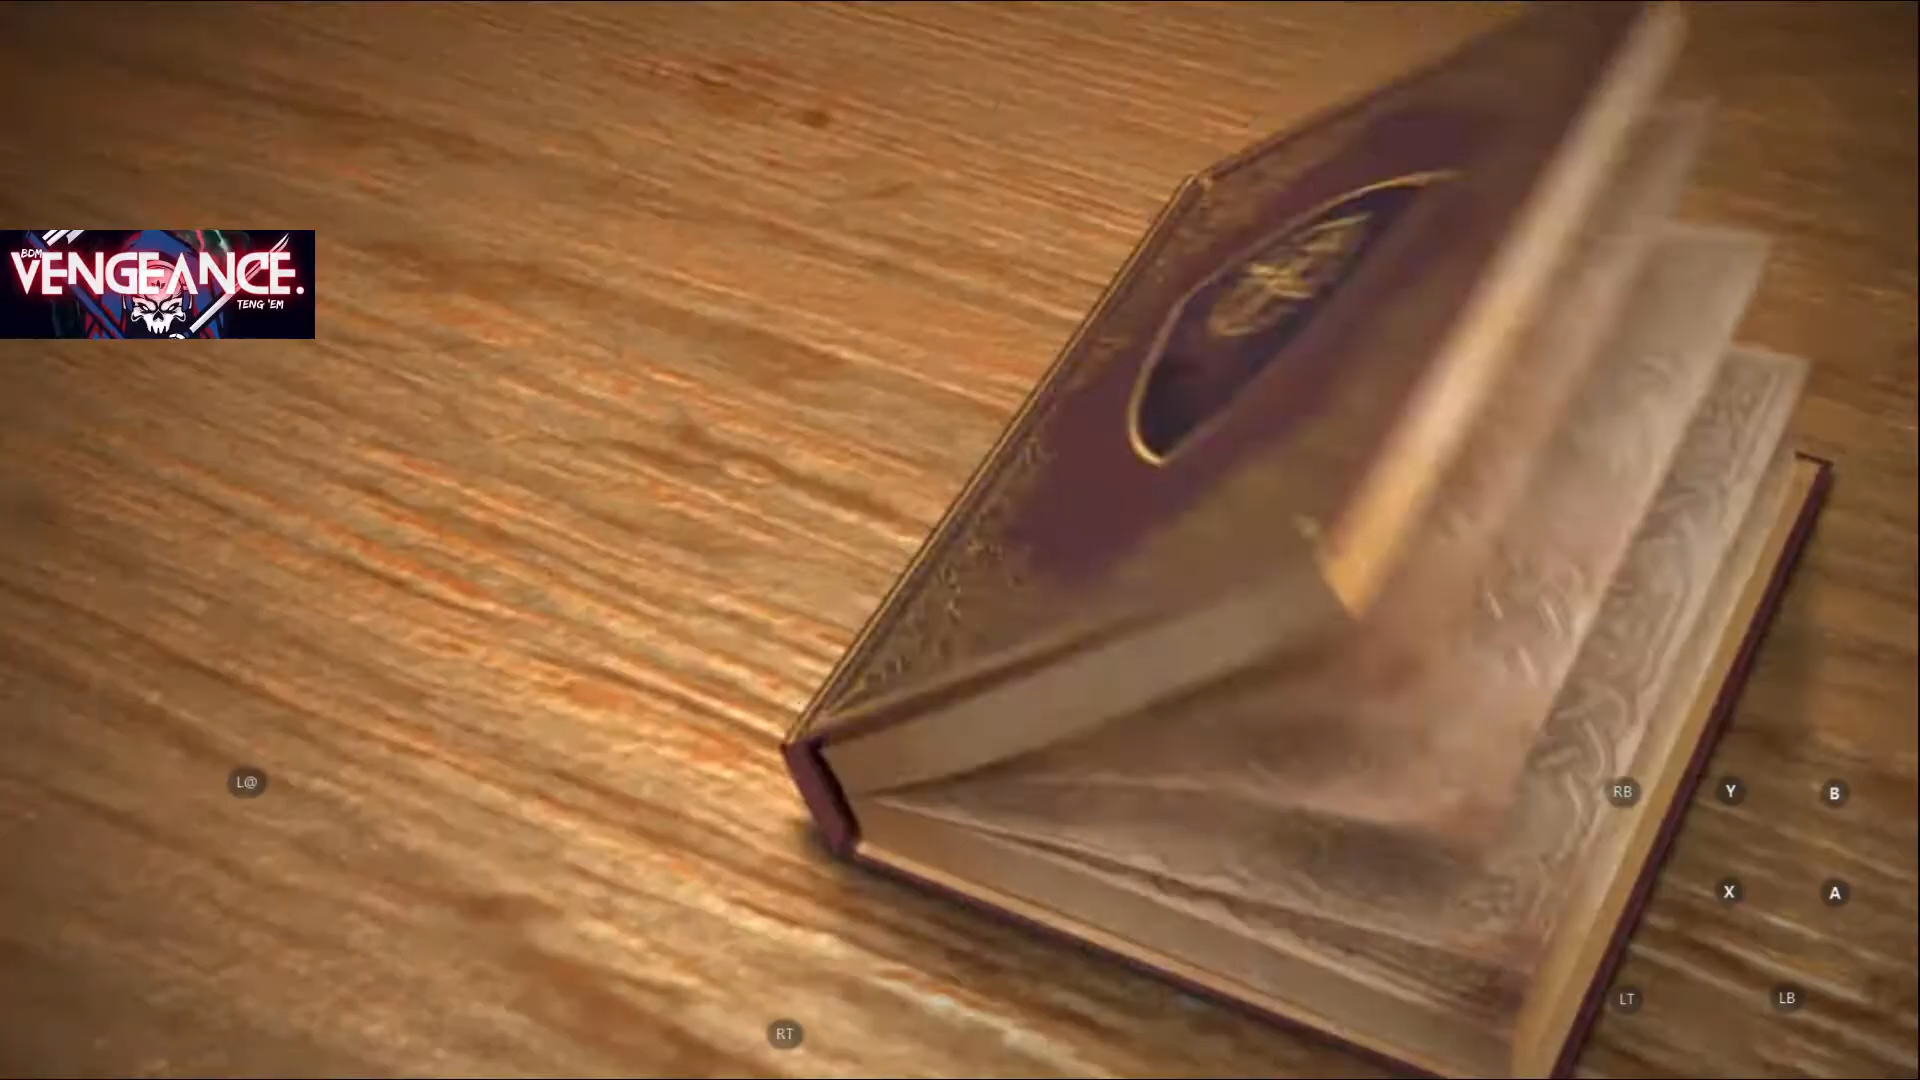 BDM
VENGEANCE.
TENG 'EM
L@
RB
Y
B
X
A
LT
LB
RT